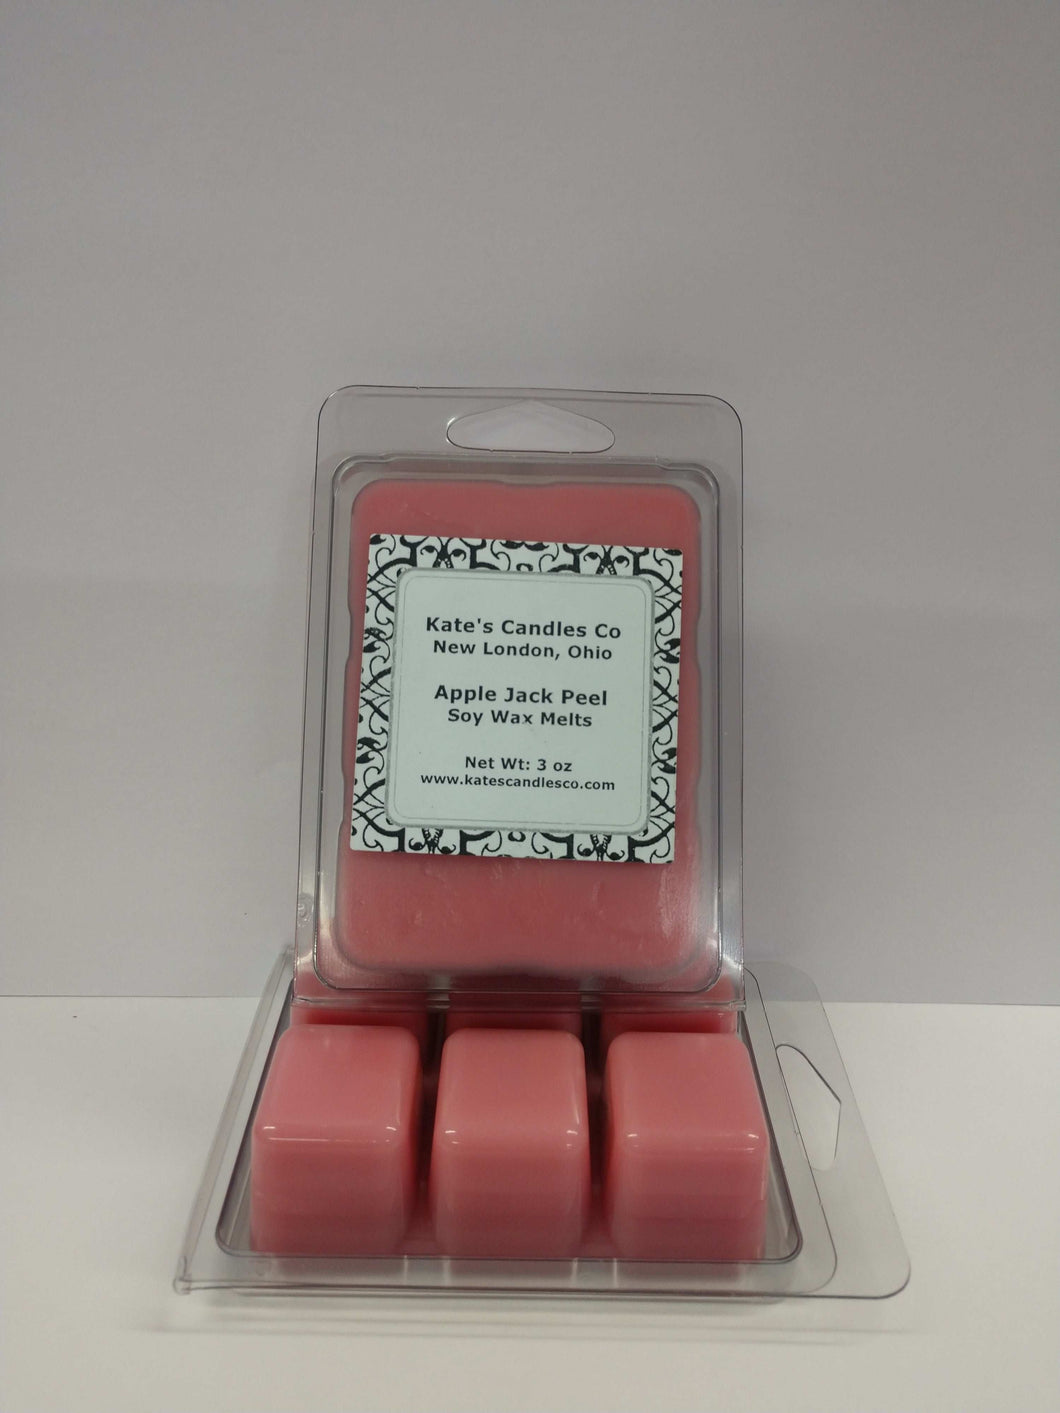 Kate's Candles Co
New London, Ohio
Apple Jack Peel
Soy Wax Melts
Net Wt: 3 oz
www.katescandlesco.com